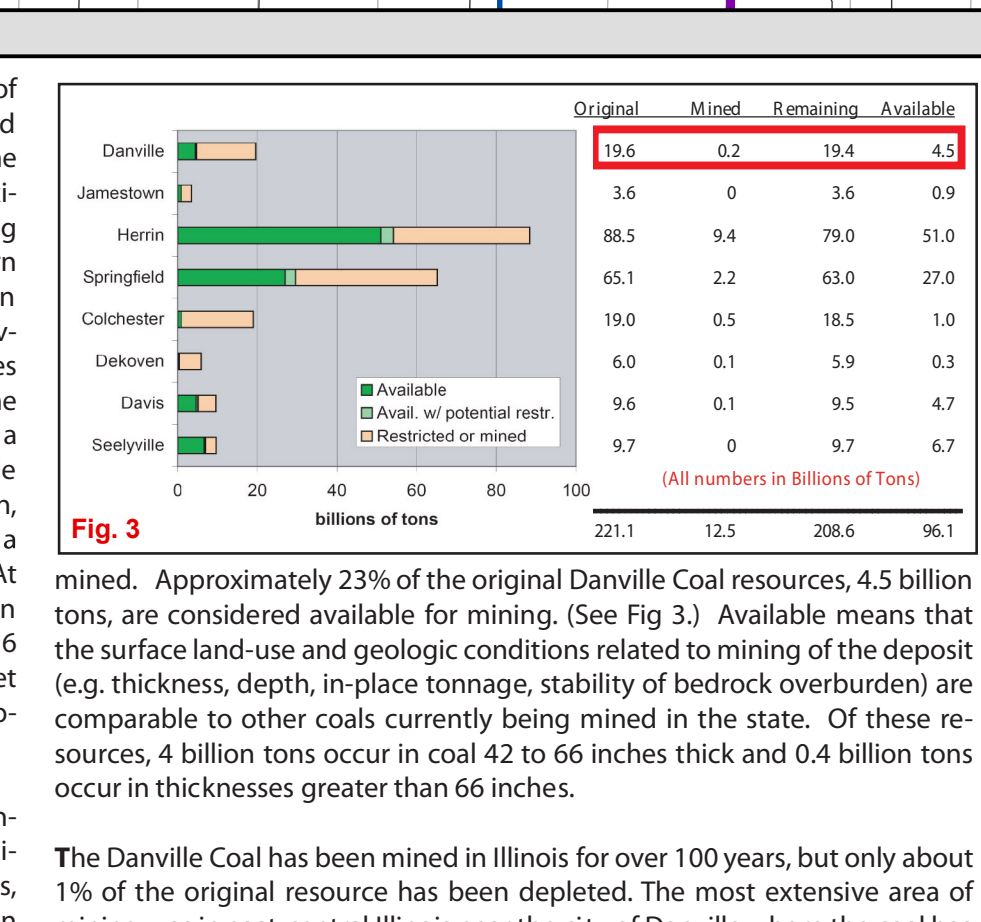 of
d
ne
ti-
g
rn
n
v-
es
ne
a
le
n,
a
At
n
6
et
p-
n-
i-
s,
n
Original Mined Remaining Available
Danville 19.6 0.2 19.4 4.5
Jamestown 3.6 0 3.6 0.9
Herrin 88.5 9.4 79.0 51.0
Springfield 65.1 2.2 63.0 27.0
Colchester 19.0 0.5 18.5 1.0
Dekoven 6.0 0.1 5.9 0.3
Davis 9.6 0.1 9.5 4.7
Seelyville 9.7 0 9.7 6.7
Available
Avail. w/ potential restr.
Restricted or mined
(All numbers in Billions of Tons)
0 20 40 60 80 100
billions of tons
Fig. 3
221.1 12.5 208.6 96.1
mined. Approximately 23% of the original Danville Coal resources, 4.5 billion
tons, are considered available for mining. (See Fig 3.) Available means that
the surface land-use and geologic conditions related to mining of the deposit
(e.g. thickness, depth, in-place tonnage, stability of bedrock overburden) are
comparable to other coals currently being mined in the state. Of these re-
sources, 4 billion tons occur in coal 42 to 66 inches thick and 0.4 billion tons
occur in thicknesses greater than 66 inches.
The Danville Coal has been mined in Illinois for over 100 years, but only about
1% of the original resource has been depleted. The most extensive area of